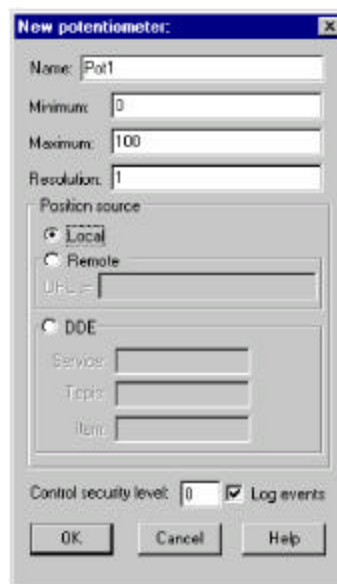 New potentiometer:
Name: Pot1
Minimum: 0
Maximum: 100
Resolution: 1
Position source
Local
Remote
URL =
DDE
Service:
Topic:
Item:
Control security level: 0 Log events
OK Cancel Help